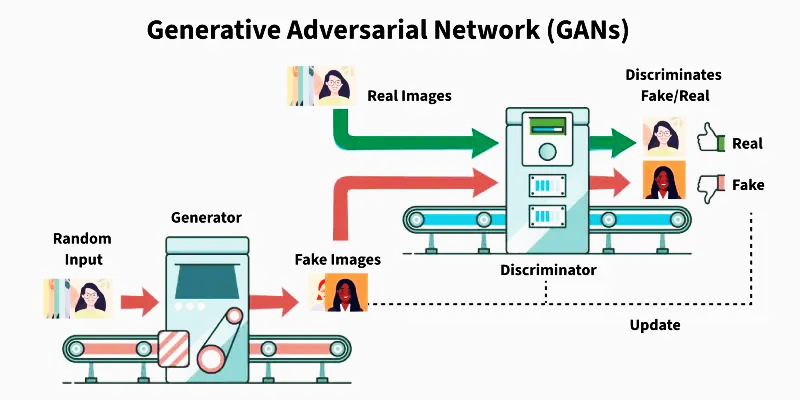 Generative Adversarial Network (GANs)
Real Images
Discriminates
Fake/Real
Real
Fake
Generator
Random
Input
Fake Images
Discriminator
Update